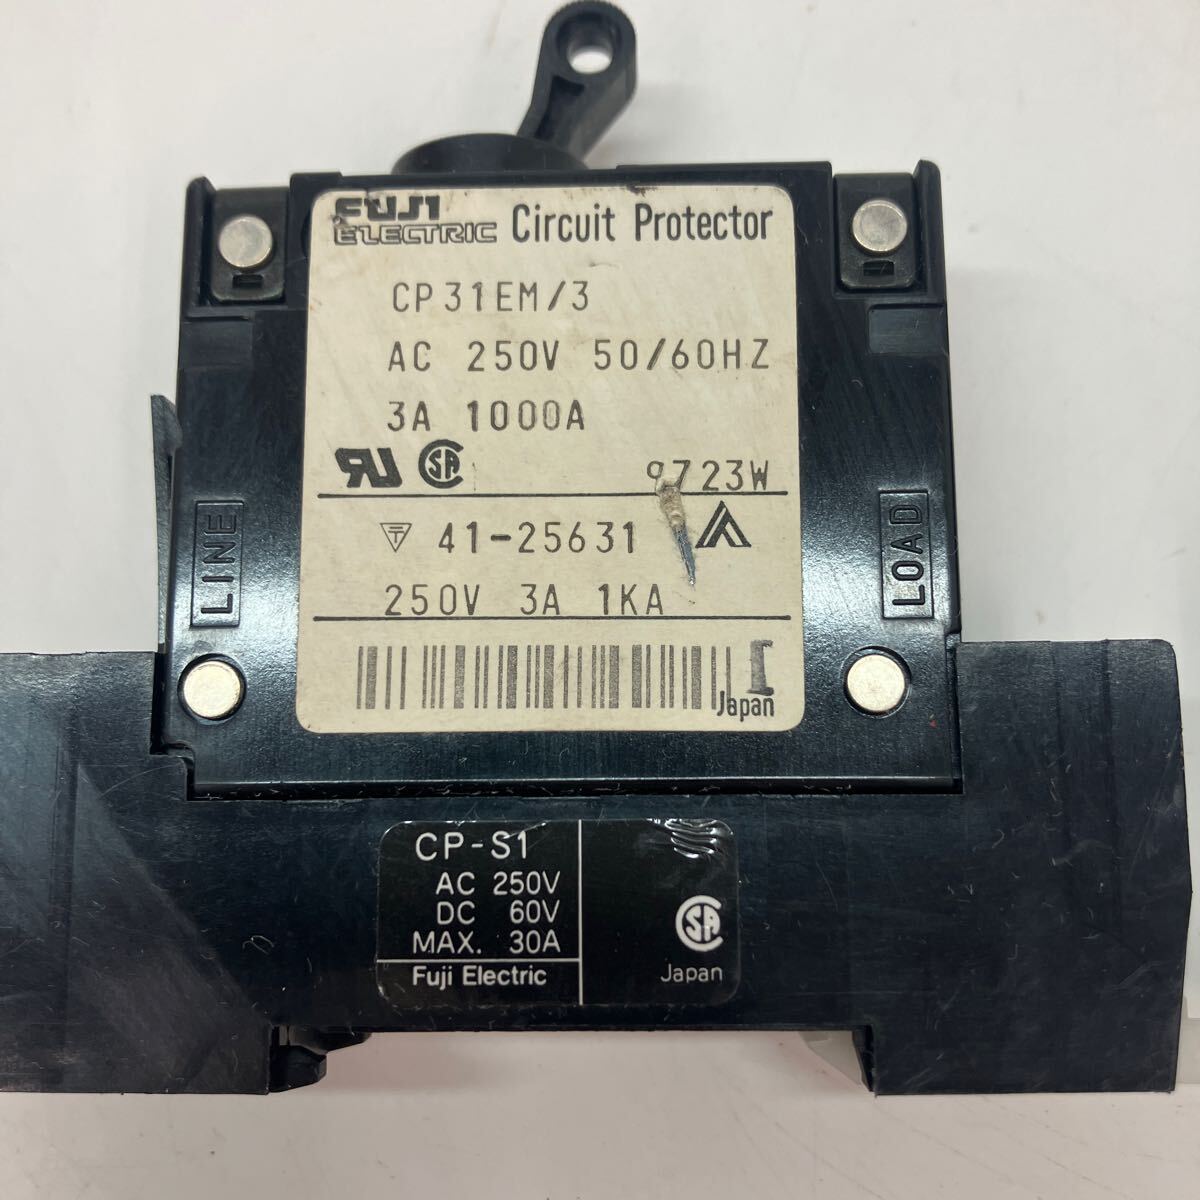 FUJI
ELECTRIC Circuit Protector
CP31EM/3
AC 250V 50/60HZ
3A 1000A
9723W
41-25631
250V 3A 1KA
Japan
LINE
LOAD
CP-S1
AC 250V
DC 60V
MAX. 30A
Fuji Electric
Japan